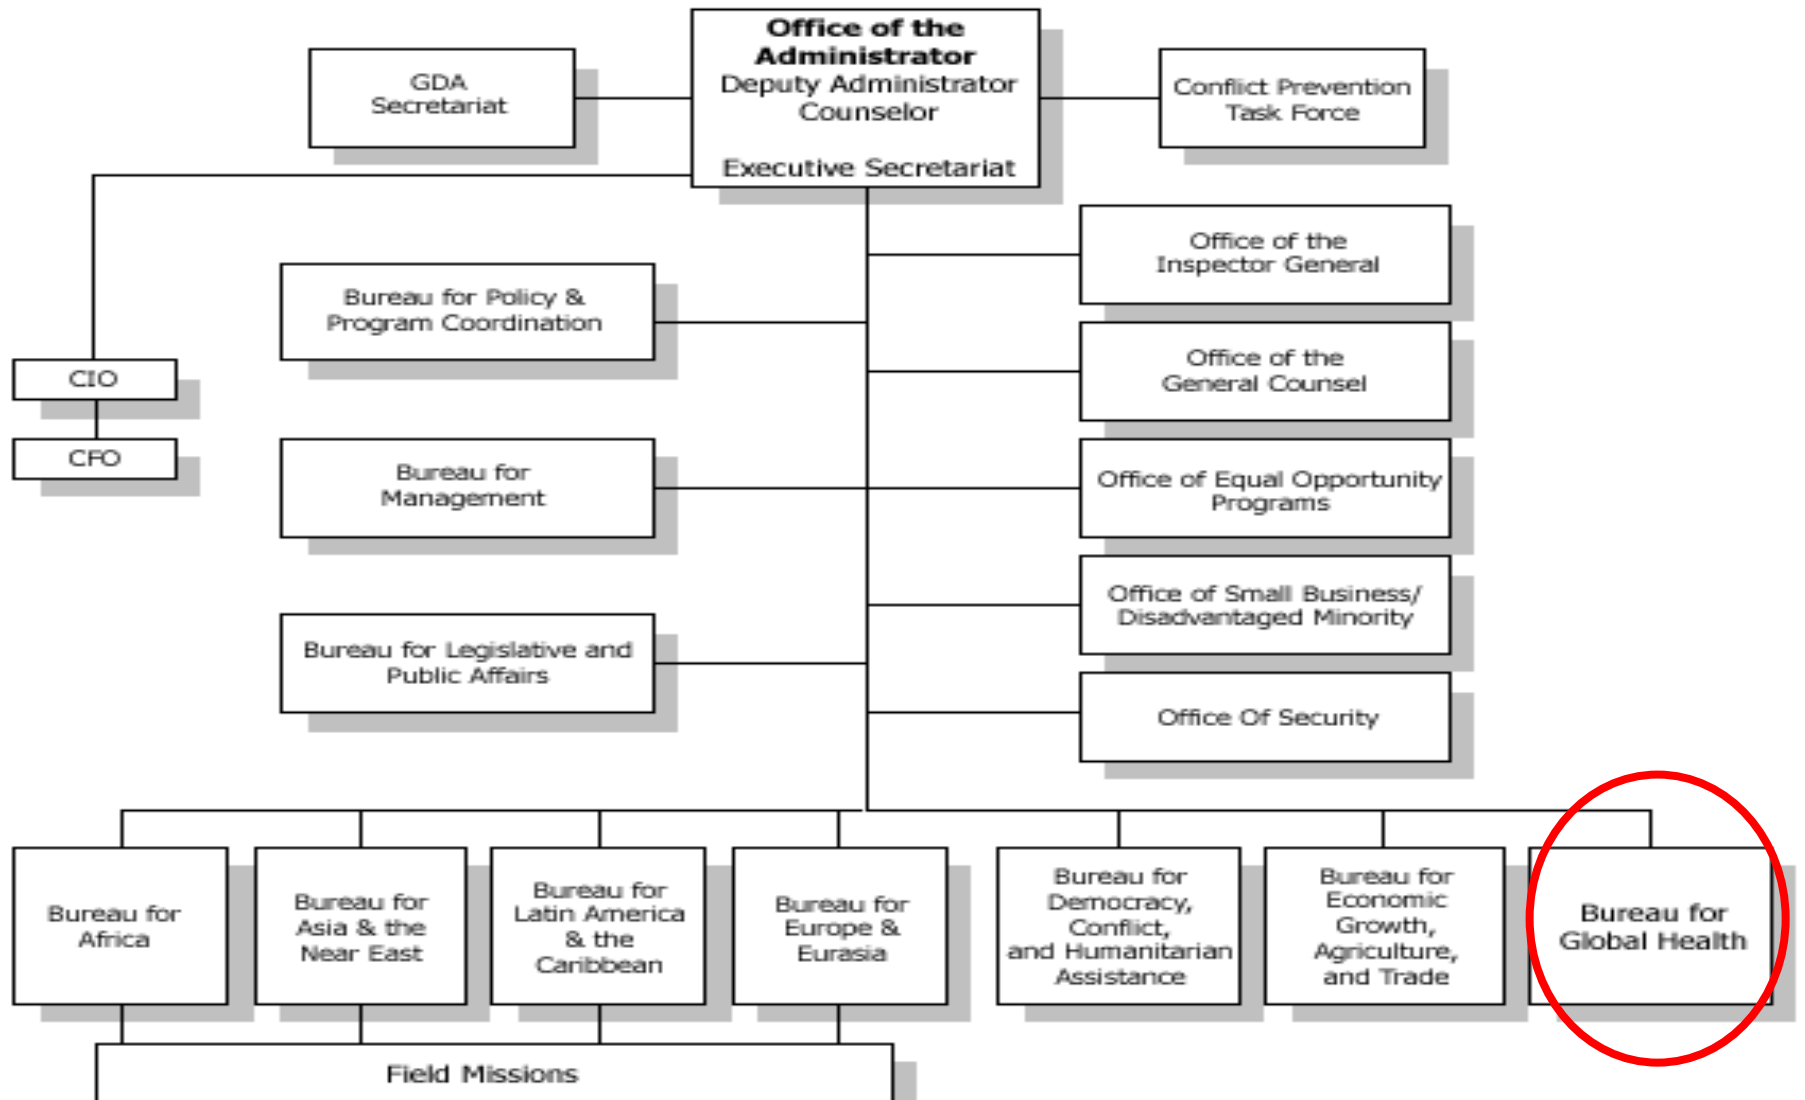 Office of the
Administrator
Deputy Administrator
Counselor
Executive Secretariat
GDA
Secretariat
Conflict Prevention
Task Force
Office of the
Inspector General
Bureau for Policy &
Program Coordination
Office of the
General Counsel
CIO
CFO
Bureau for
Management
Office of Equal Opportunity
Programs
Office of Small Business/
Disadvantaged Minority
Bureau for Legislative and
Public Affairs
Office Of Security
Bureau for
Africa
Bureau for
Asia & the
Near East
Bureau for
Latin America
& the
Caribbean
Bureau for
Europe &
Eurasia
Bureau for
Democracy,
Conflict,
and Humanitarian
Assistance
Bureau for
Economic
Growth,
Agriculture,
and Trade
Bureau for
Global Health
Field Missions